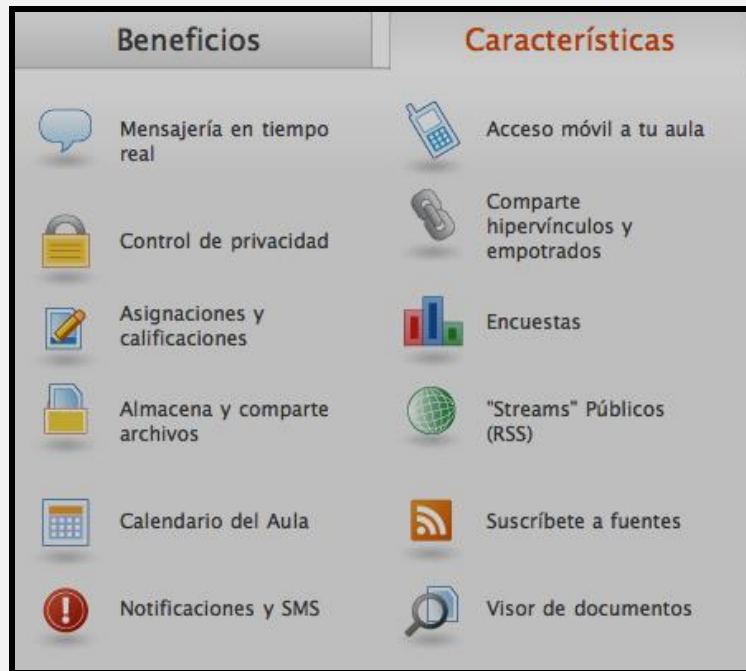 Beneficios
Características
Mensajería en tiempo
real
Acceso móvil a tu aula
Control de privacidad
Comparte
hipervínculos y
empotrados
Asignaciones y
calificaciones
Encuestas
Almacena y comparte
archivos
"Streams" Públicos
(RSS)
Calendario del Aula
Suscríbete a fuentes
Notificaciones y SMS
Visor de documentos